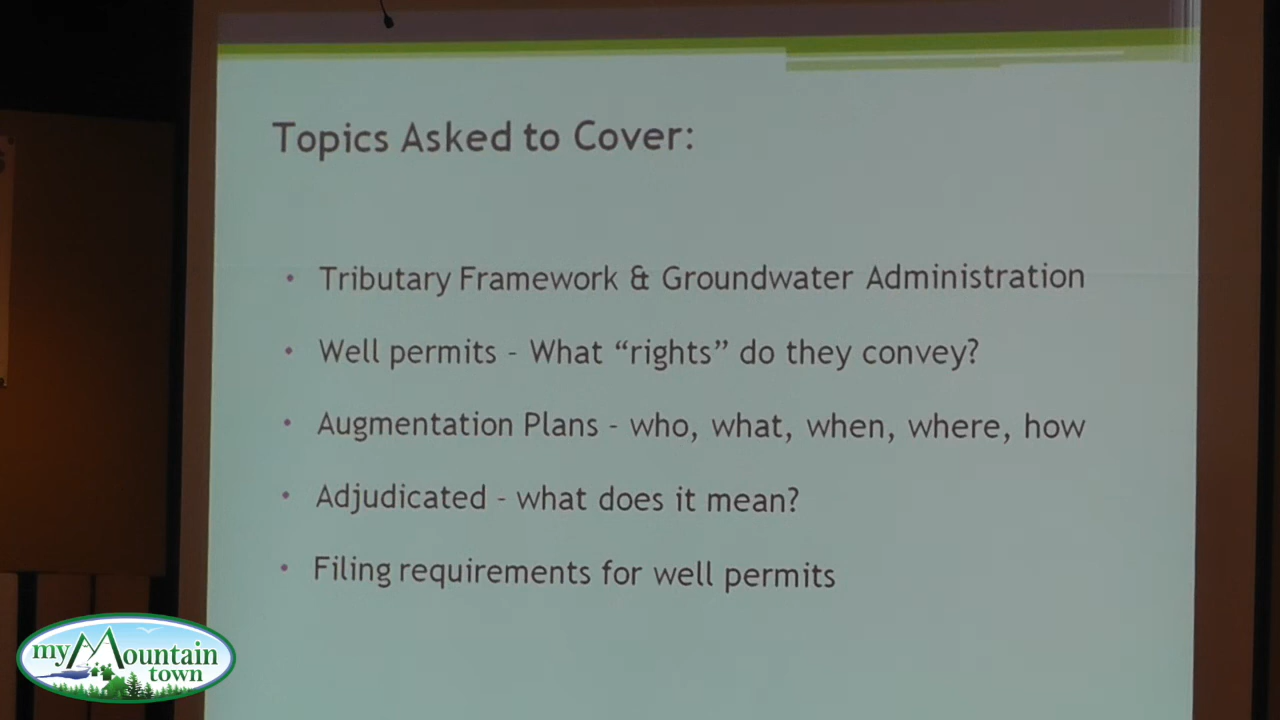 Topics Asked to Cover:
• Tributary Framework & Groundwater Administration
• Well permits - What “rights” do they convey?
• Augmentation Plans - who, what, when, where, how
• Adjudicated - what does it mean?
• Filing requirements for well permits
my Mountain
town